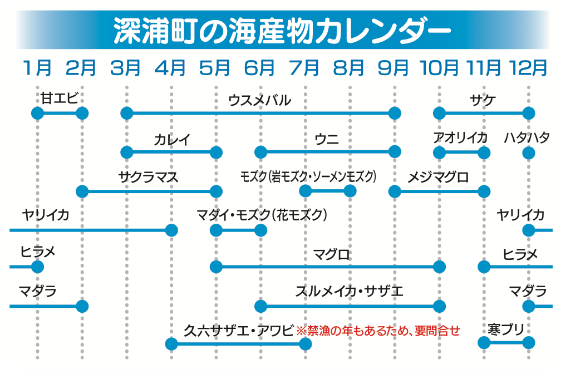 深浦町の海産物カレンダー
1月 2月 3月 4月 5月 6月 7月 8月 9月 10月 11月 12月
甘エビ ウスメバル サケ
カレイ ウニ アオリイカ ハタハタ
サクラマス モズク(岩モズク・ソーメンモズク) メジマグロ
ヤリイカ マダイ・モズク(花モズク) ヤリイカ
ヒラメ マグロ ヒラメ
マダラ スルメイカ・サザエ マダラ
久六サザエ・アワビ ※禁漁の年もあるため、要問合せ 寒ブリ